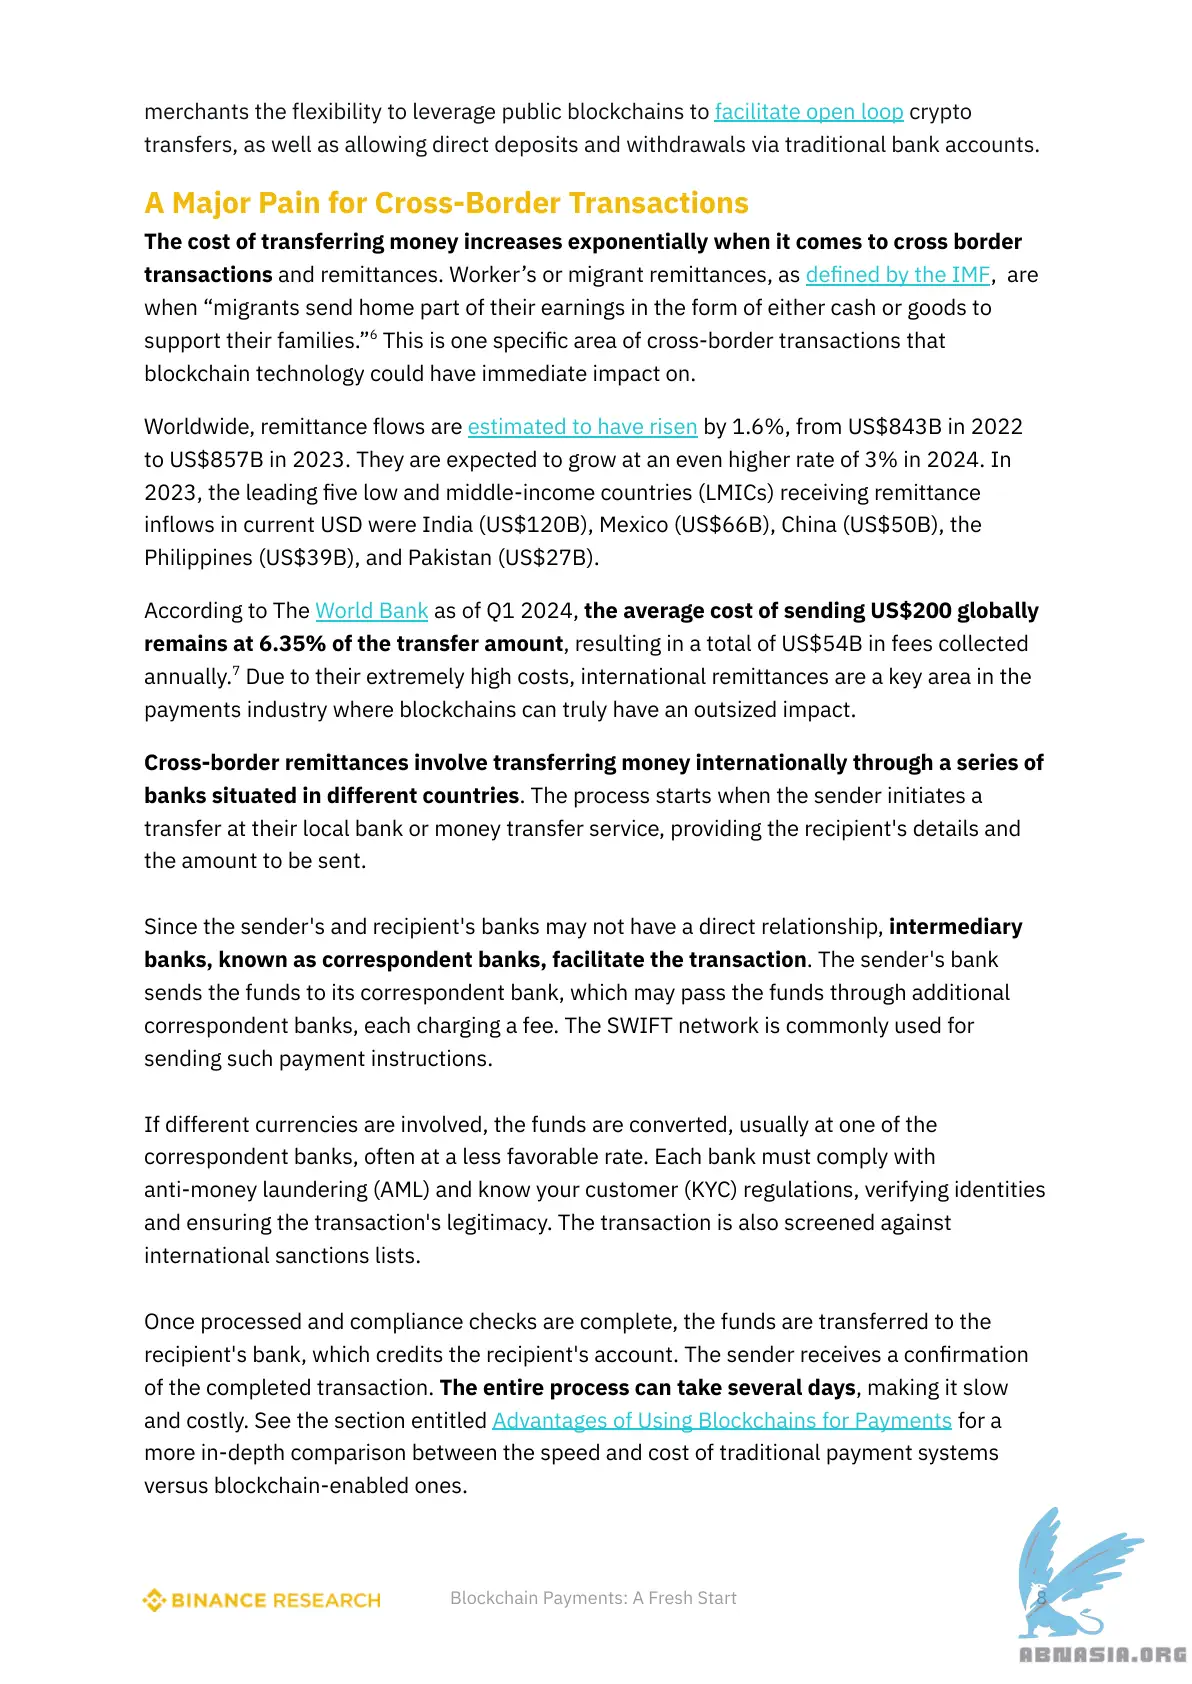 merchants the flexibility to leverage public blockchains to facilitate open loop crypto
transfers, as well as allowing direct deposits and withdrawals via traditional bank accounts.
A Major Pain for Cross-Border Transactions
The cost of transferring money increases exponentially when it comes to cross border
transactions and remittances. Worker’s or migrant remittances, as defined by the IMF,  are
when “migrants send home part of their earnings in the form of either cash or goods to
support their families.”⁶ This is one specific area of cross-border transactions that
blockchain technology could have immediate impact on.
Worldwide, remittance flows are estimated to have risen by 1.6%, from US$843B in 2022
to US$857B in 2023. They are expected to grow at an even higher rate of 3% in 2024. In
2023, the leading five low and middle-income countries (LMICs) receiving remittance
inflows in current USD were India (US$120B), Mexico (US$66B), China (US$50B), the
Philippines (US$39B), and Pakistan (US$27B).
According to The World Bank as of Q1 2024, the average cost of sending US$200 globally
remains at 6.35% of the transfer amount, resulting in a total of US$54B in fees collected
annually.⁷ Due to their extremely high costs, international remittances are a key area in the
payments industry where blockchains can truly have an outsized impact.
Cross-border remittances involve transferring money internationally through a series of
banks situated in different countries. The process starts when the sender initiates a
transfer at their local bank or money transfer service, providing the recipient's details and
the amount to be sent.
Since the sender's and recipient's banks may not have a direct relationship, intermediary
banks, known as correspondent banks, facilitate the transaction. The sender's bank
sends the funds to its correspondent bank, which may pass the funds through additional
correspondent banks, each charging a fee. The SWIFT network is commonly used for
sending such payment instructions.
If different currencies are involved, the funds are converted, usually at one of the
correspondent banks, often at a less favorable rate. Each bank must comply with
anti-money laundering (AML) and know your customer (KYC) regulations, verifying identities
and ensuring the transaction's legitimacy. The transaction is also screened against
international sanctions lists.
Once processed and compliance checks are complete, the funds are transferred to the
recipient's bank, which credits the recipient's account. The sender receives a confirmation
of the completed transaction. The entire process can take several days, making it slow
and costly. See the section entitled Advantages of Using Blockchains for Payments for a
more in-depth comparison between the speed and cost of traditional payment systems
versus blockchain-enabled ones.
BINANCE RESEARCH
Blockchain Payments: A Fresh Start
8
ABNASIA.ORG